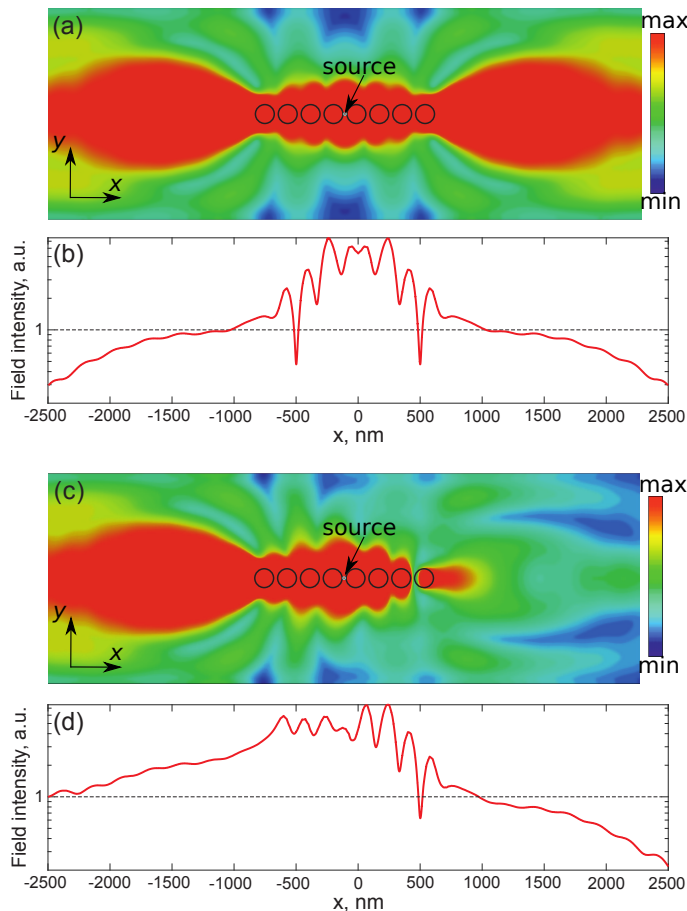 (a)
source
y
x
max
min
(b)
Field intensity, a.u.
1
-2500 -2000 -1500 -1000 -500 0 500 1000 1500 2000 2500
x, nm
(c)
source
y
x
max
min
(d)
Field intensity, a.u.
1
-2500 -2000 -1500 -1000 -500 0 500 1000 1500 2000 2500
x, nm